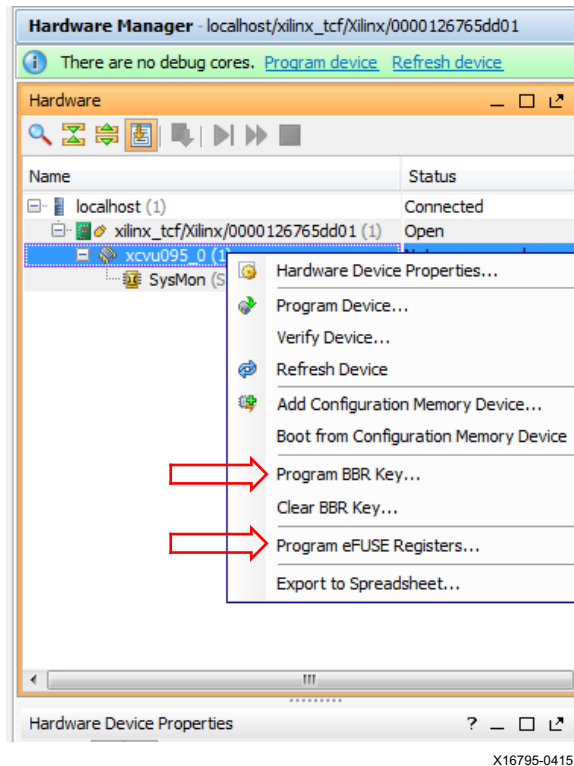 Hardware Manager - localhost/xilinx_tcf/Xilinx/0000126765dd01
There are no debug cores. Program device Refresh device
Hardware
Name Status
localhost (1) Connected
xilinx_tcf/Xilinx/0000126765dd01 (1) Open
xcvu095_0 (1)
SysMon (S
Hardware Device Properties...
Program Device...
Verify Device...
Refresh Device
Add Configuration Memory Device...
Boot from Configuration Memory Device
Program BBR Key...
Clear BBR Key...
Program eFUSE Registers...
Export to Spreadsheet...
Hardware Device Properties ?
X16795-0415